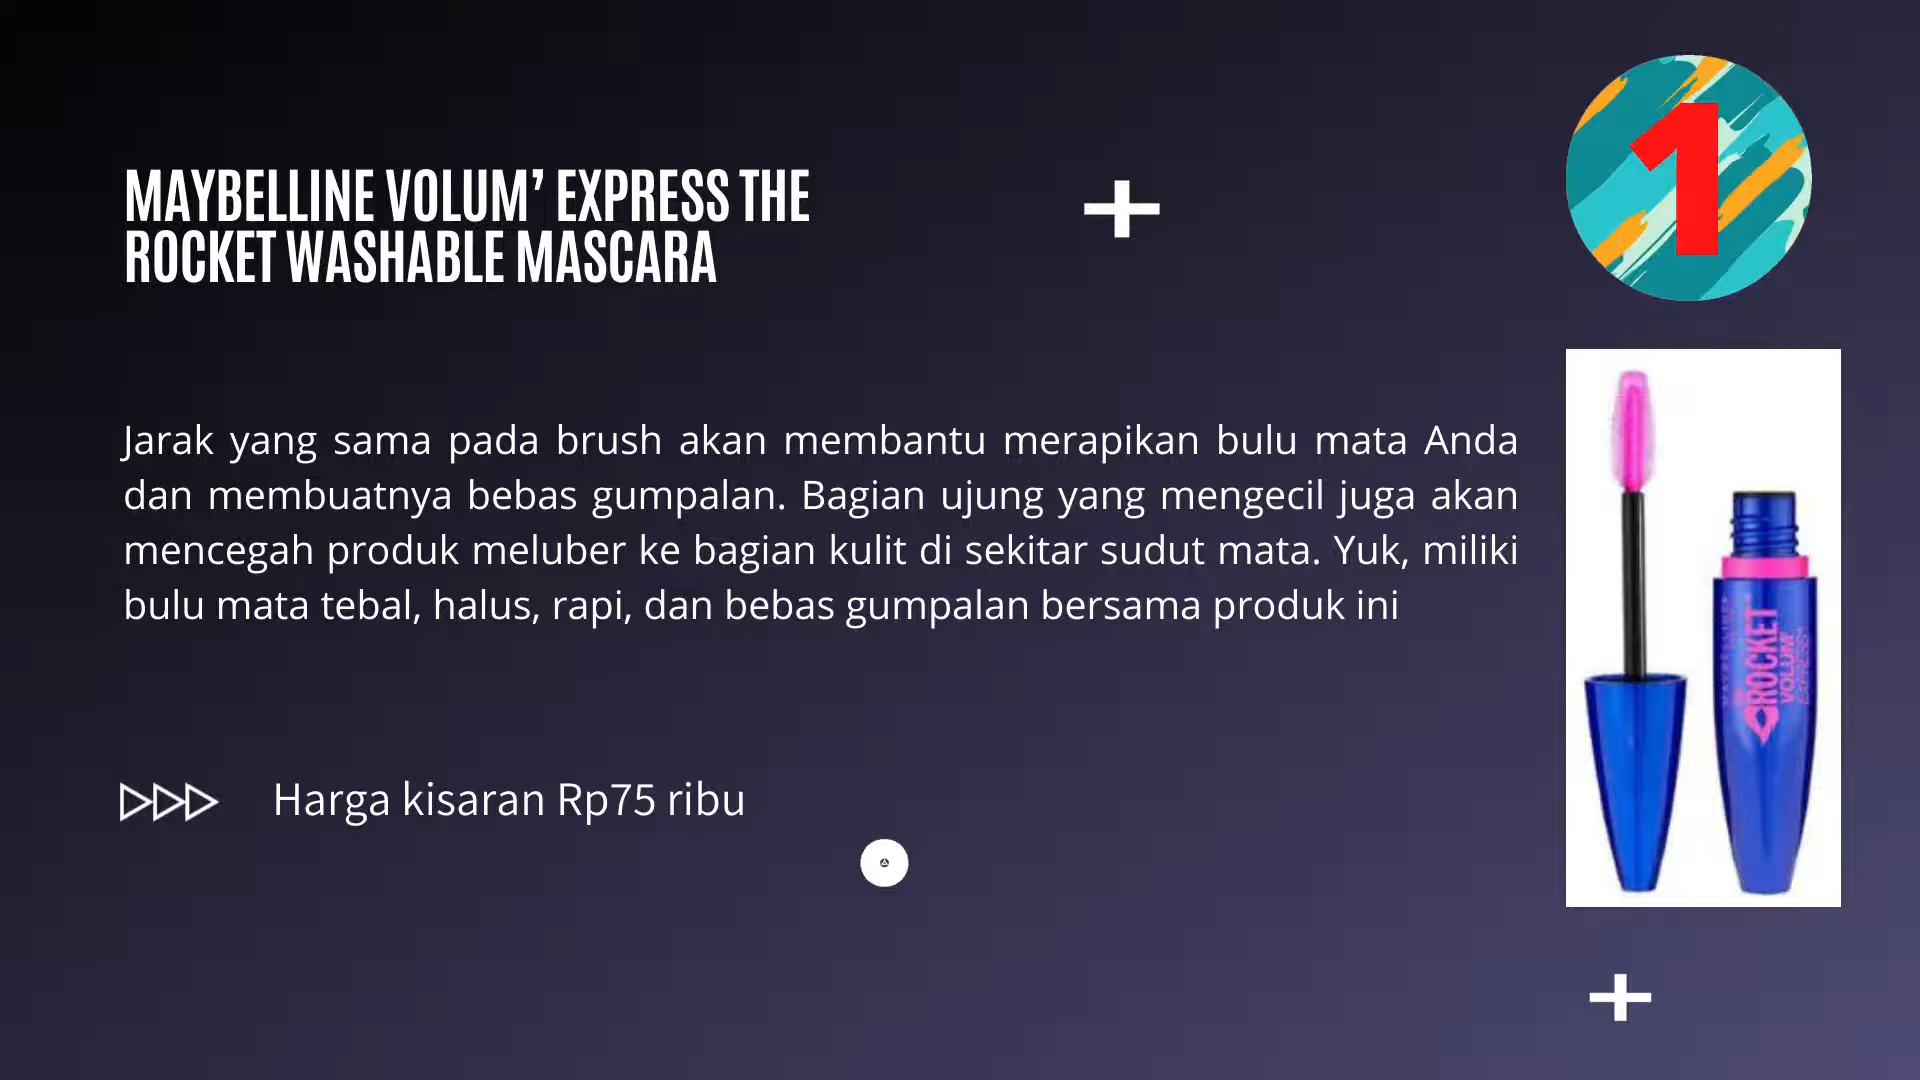 MAYBELLINE VOLUM’ EXPRESS THE
ROCKET WASHABLE MASCARA
1
Jarak yang sama pada brush akan membantu merapikan bulu mata Anda
dan membuatnya bebas gumpalan. Bagian ujung yang mengecil juga akan
mencegah produk meluber ke bagian kulit di sekitar sudut mata. Yuk, miliki
bulu mata tebal, halus, rapi, dan bebas gumpalan bersama produk ini
Harga kisaran Rp75 ribu
MAYBELLINE
ROCKET
VOLUM'
EXPRESS